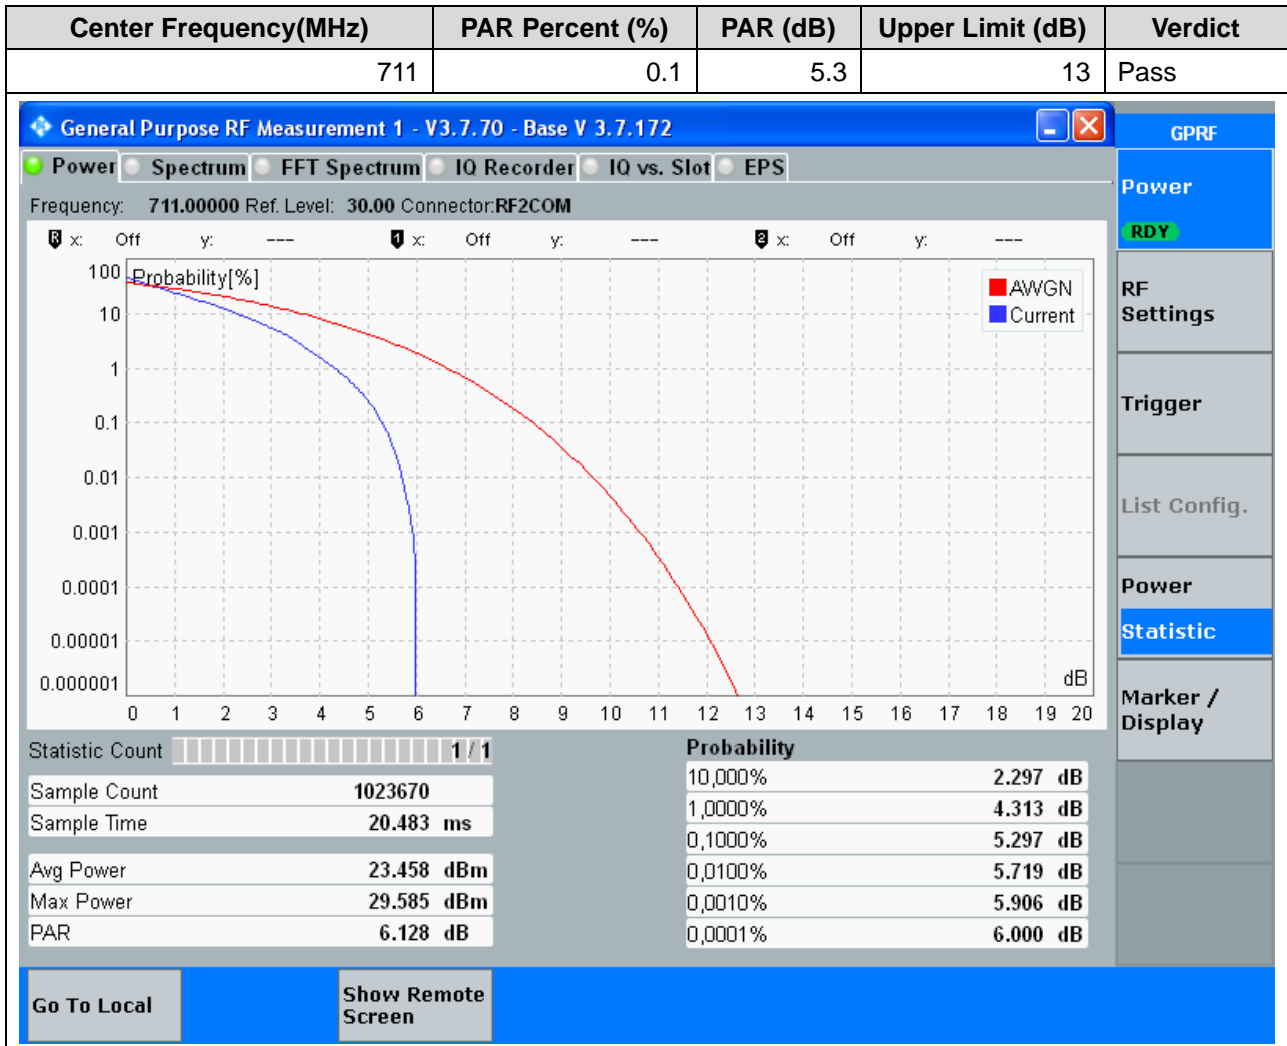 Center Frequency(MHz) PAR Percent (%) PAR (dB) Upper Limit (dB) Verdict
711 0.1 5.3 13 Pass
General Purpose RF Measurement 1 - V3.7.70 - Base V 3.7.172
GPRF
Power Spectrum FFT Spectrum IQ Recorder IQ vs. Slot EPS
Power
RDY
Frequency: 711.00000 Ref. Level: 30.00 Connector:RF2COM
R x: Off y: --- 1 x: Off y: --- 2 x: Off y: ---
Probability[%]
AWGN
Current
100
10
1
0.1
0.01
0.001
0.0001
0.00001
0.000001
dB
0 1 2 3 4 5 6 7 8 9 10 11 12 13 14 15 16 17 18 19 20
RF
Settings
Trigger
List Config.
Power
Statistic
Marker /
Display
Statistic Count 1 / 1
Sample Count 1023670
Sample Time 20.483 ms
Avg Power 23.458 dBm
Max Power 29.585 dBm
PAR 6.128 dB
Probability
10,000% 2.297 dB
1,0000% 4.313 dB
0,1000% 5.297 dB
0,0100% 5.719 dB
0,0010% 5.906 dB
0,0001% 6.000 dB
Go To Local
Show Remote
Screen